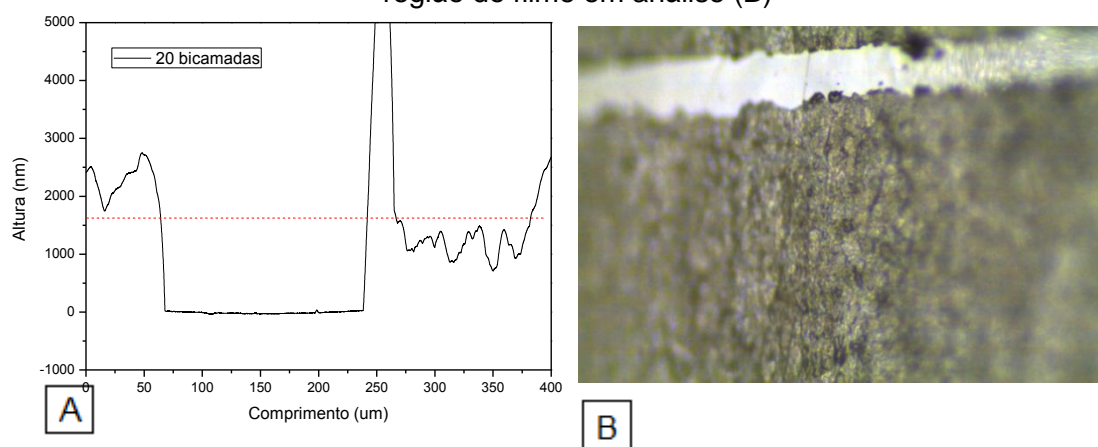 região do filme em análise (B)
5000
4000
3000
2000
1000
0
-1000
Altura (nm)
20 bicamadas
0 50 100 150 200 250 300 350 400
Comprimento (um)
A
B